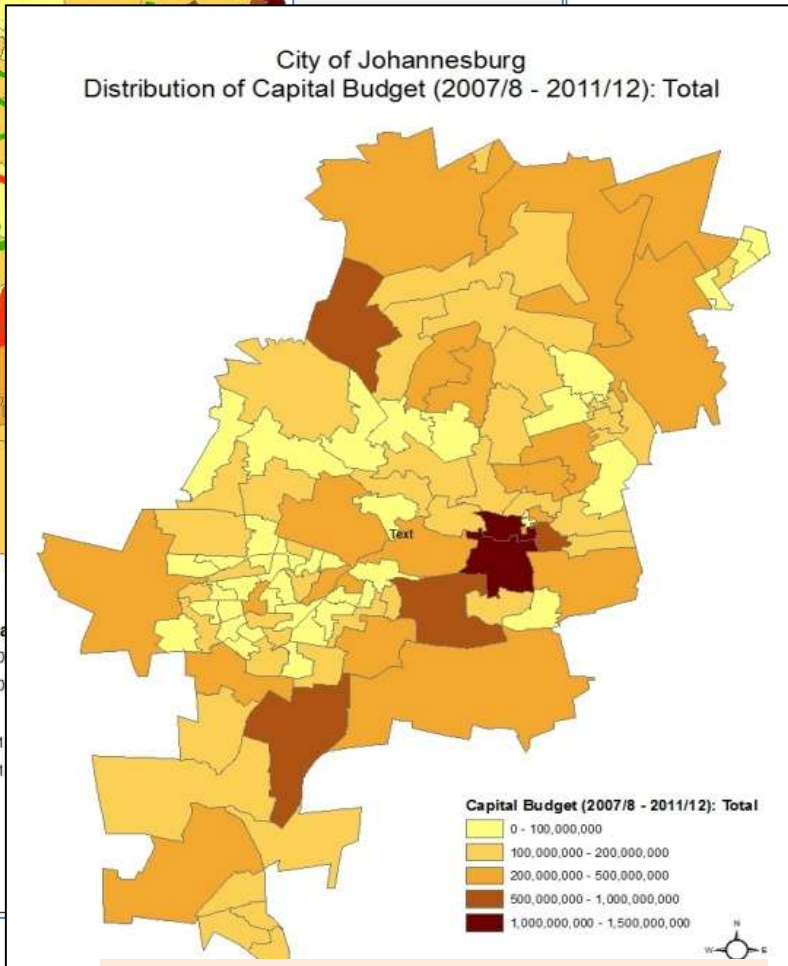 City of Johannesburg
Distribution of Capital Budget (2007/8 - 2011/12): Total
Text
Capital Budget (2007/8 - 2011/12): Total
0 - 100,000,000
100,000,000 - 200,000,000
200,000,000 - 500,000,000
500,000,000 - 1,000,000,000
1,000,000,000 - 1,500,000,000
N
W
E